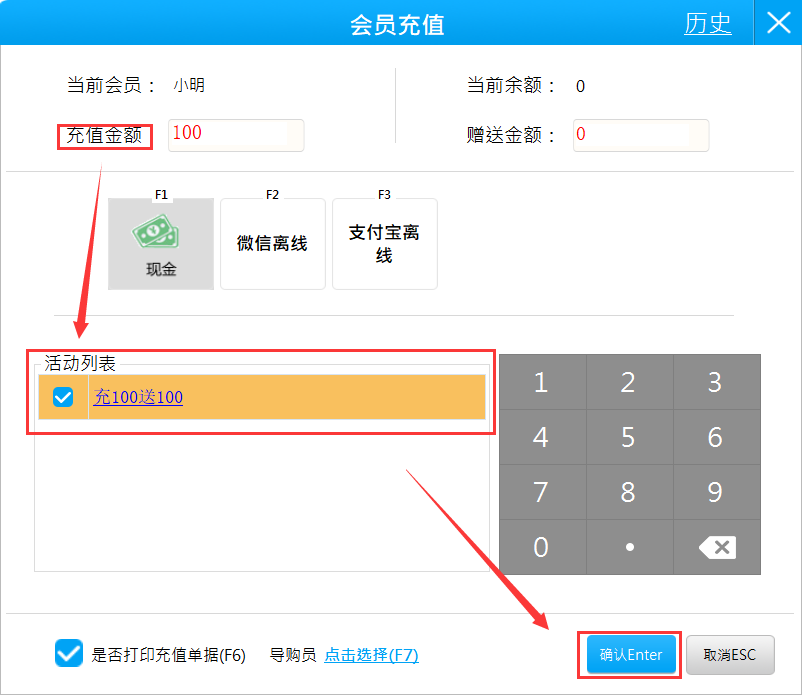 会员充值
历史
当前会员： 小明
当前余额： 0
充值金额 100
赠送金额： 0
F1
F2
F3
现金
微信离线
支付宝离
线
活动列表
充100送100
1 2 3
4 5 6
7 8 9
0 .
是否打印充值单据(F6)
导购员 点击选择(F7)
确认Enter
取消ESC